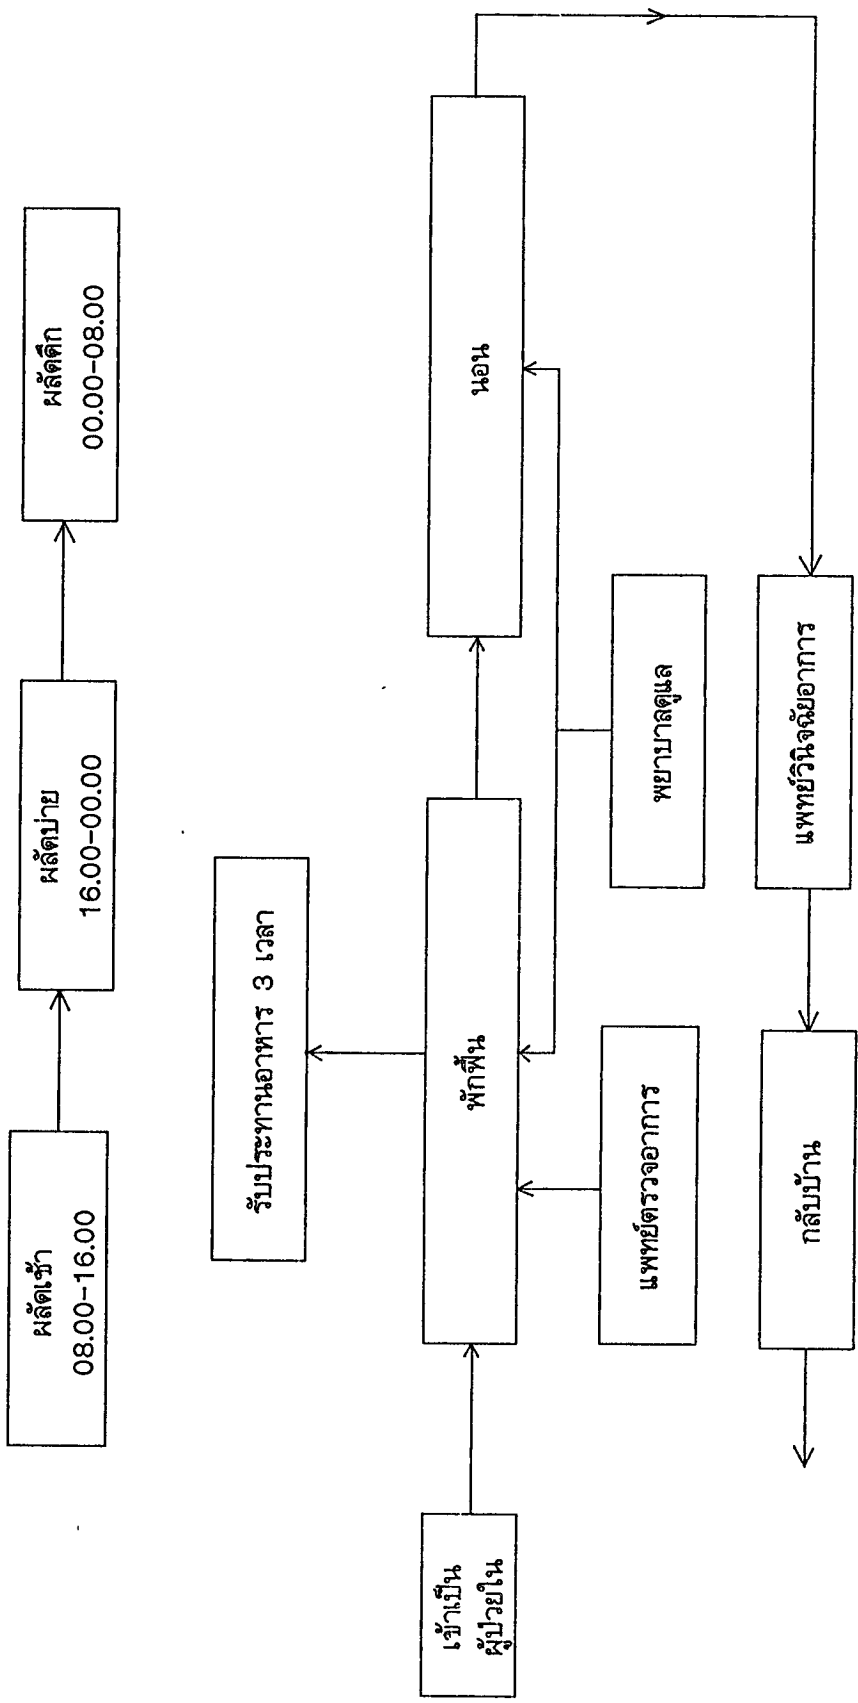 ผลัดเช้า
08.00-16.00
ผลัดบ่าย
16.00-00.00
ผลัดดึก
00.00-08.00
รับประทานอาหาร 3 เวลา
เข้าเป็น
ผู้ป่วยใน
พักฟื้น
นอน
แพทย์ตรวจอาการ
พยาบาลดูแล
กลับบ้าน
แพทย์วินิจฉัยอาการ